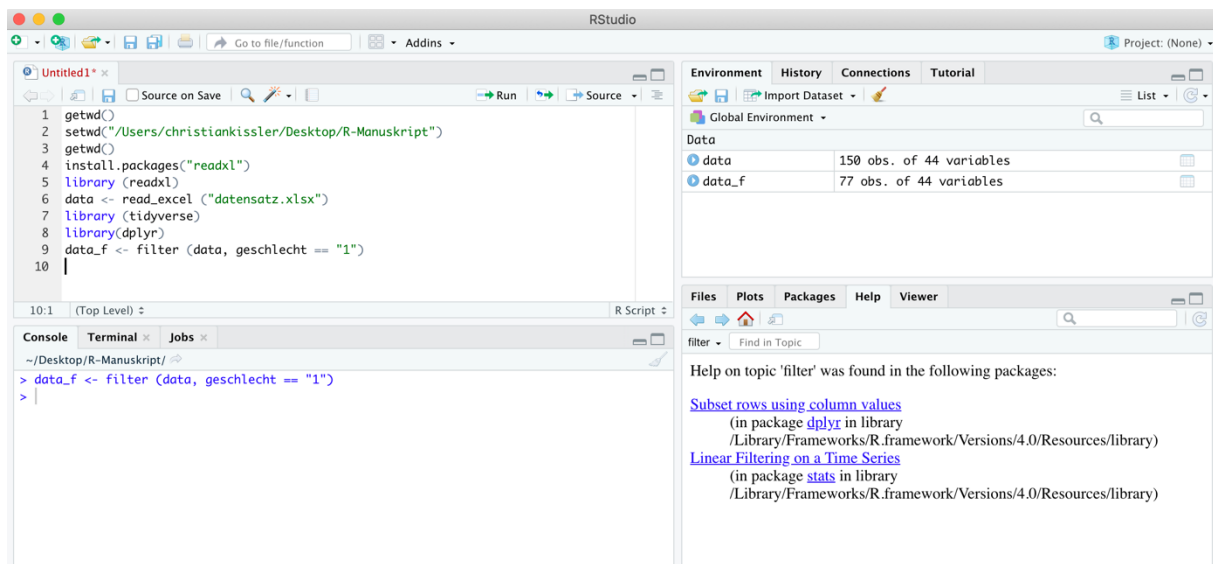 RStudio
Go to file/function
Addins
Project: (None)
Untitled1*
Source on Save
Run
Source
1 getwd()
2 setwd("/Users/christiankissler/Desktop/R-Manuskript")
3 getwd()
4 install.packages("readxl")
5 library (readxl)
6 data <- read_excel ("datensatz.xlsx")
7 library (tidyverse)
8 library(dplyr)
9 data_f <- filter (data, geschlecht == "1")
10
10:1 (Top Level) R Script
Console Terminal Jobs
~/Desktop/R-Manuskript/
> data_f <- filter (data, geschlecht == "1")
>
Environment History Connections Tutorial
Import Dataset List
Global Environment
Data
data 150 obs. of 44 variables
data_f 77 obs. of 44 variables
Files Plots Packages Help Viewer
filter Find in Topic
Help on topic 'filter' was found in the following packages:
Subset rows using column values
(in package dplyr in library
/Library/Frameworks/R.framework/Versions/4.0/Resources/library)
Linear Filtering on a Time Series
(in package stats in library
/Library/Frameworks/R.framework/Versions/4.0/Resources/library)